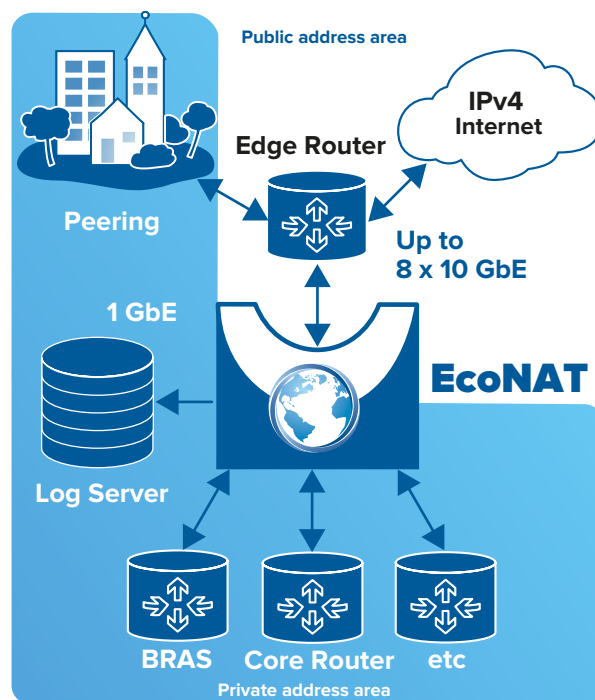 Public address area
IPv4
Internet
Edge Router
Peering
Up to
8 x 10 GbE
1 GbE
EcoNAT
Log Server
BRAS
Core Router
etc
Private address area